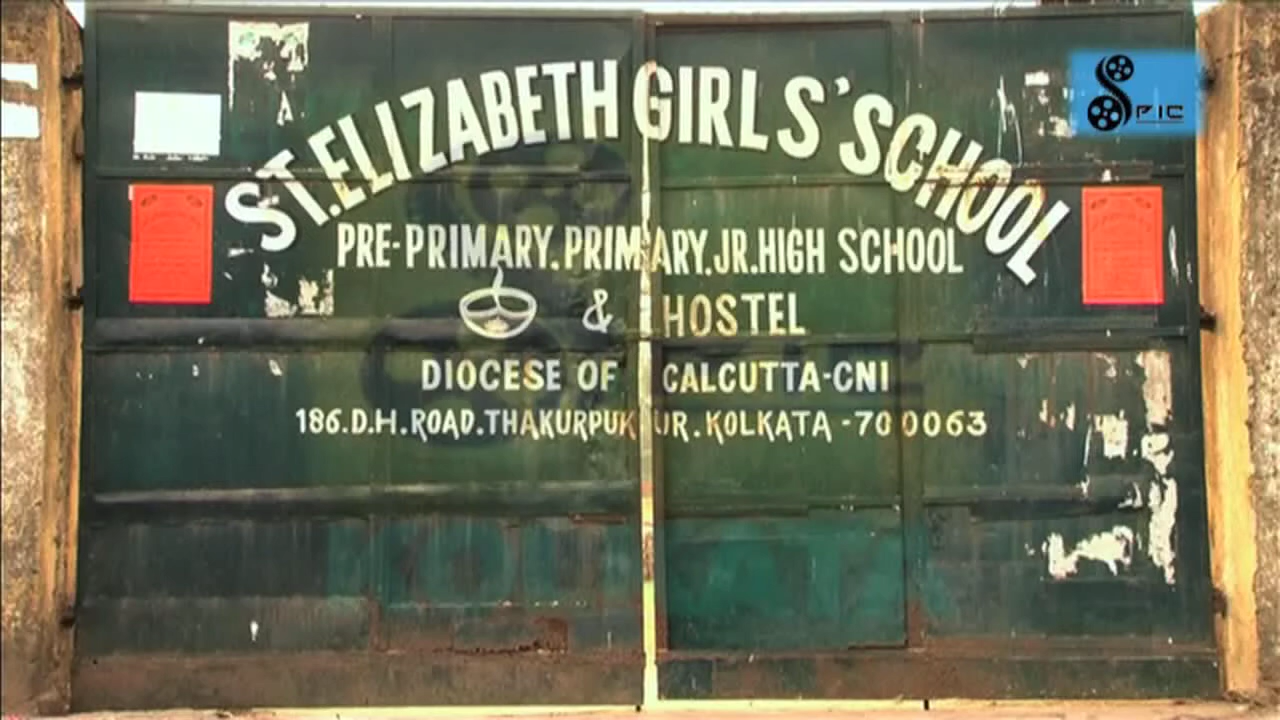 ST. ELIZABETH GIRLS' SCHOOL
PRE-PRIMARY. PRIMARY. JR. HIGH SCHOOL
& HOSTEL
DIOCESE OF CALCUTTA-CNI
186. D.H. ROAD. THAKURPUKUR. KOLKATA - 700063
PIC